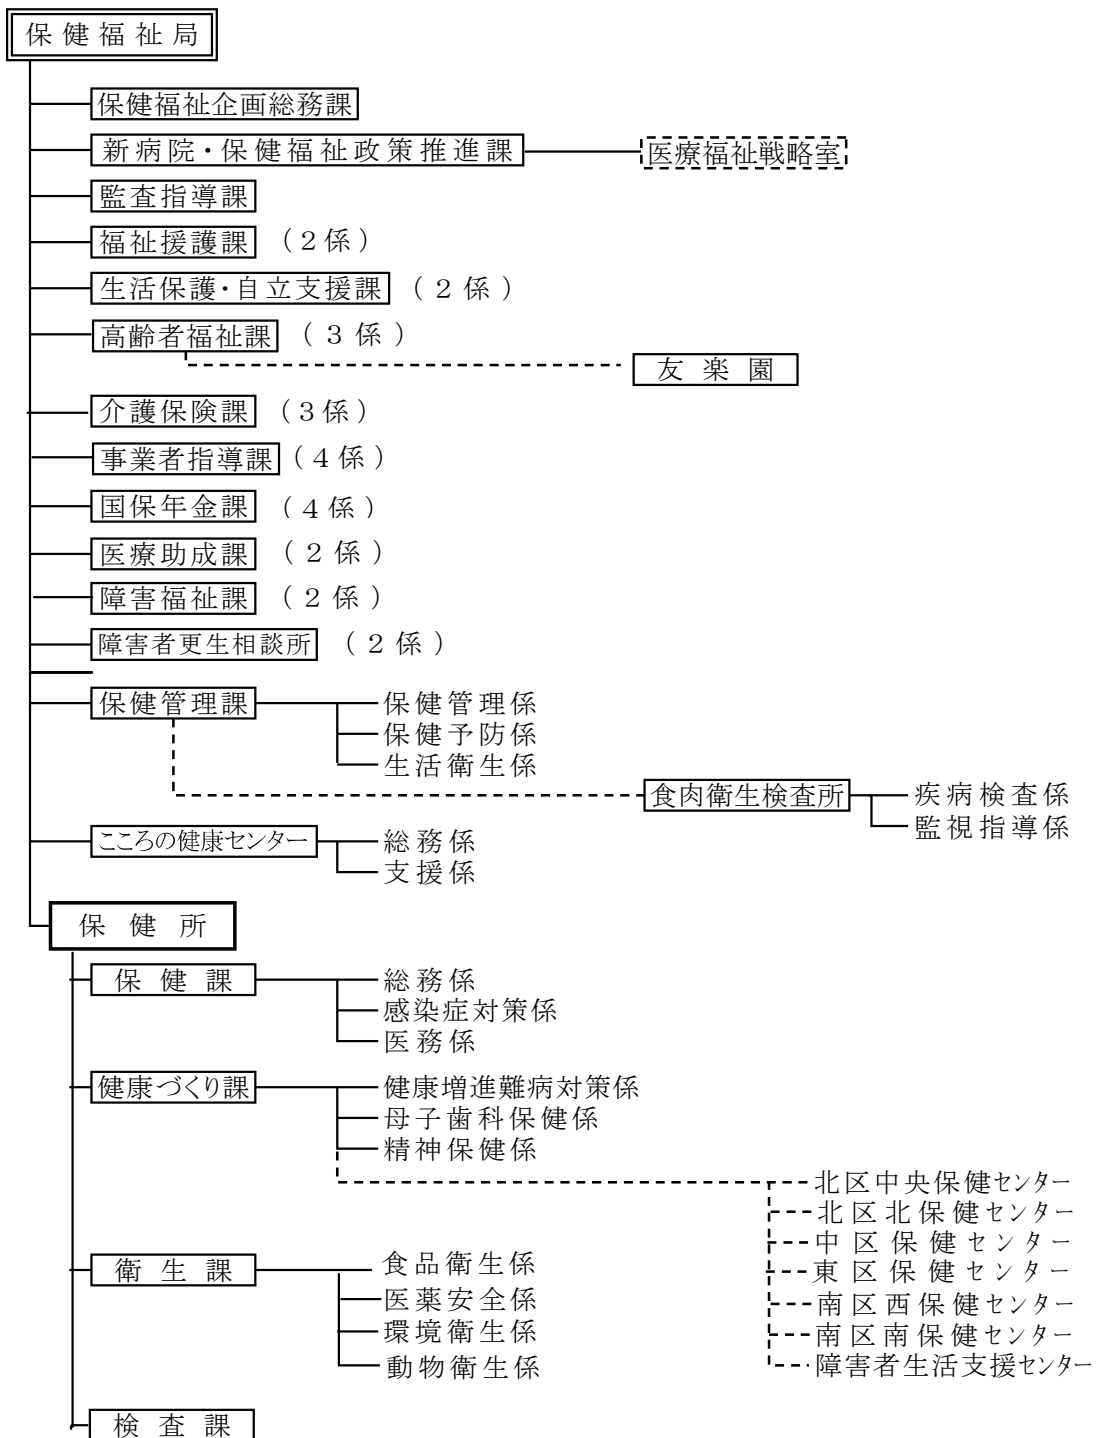 保健福祉局
保健福祉企画総務課
新病院・保健福祉政策推進課
医療福祉戦略室
監査指導課
福祉援護課 (2係)
生活保護・自立支援課 (2係)
高齢者福祉課 (3係)
友楽園
介護保険課 (3係)
事業者指導課 (4係)
国保年金課 (4係)
医療助成課 (2係)
障害福祉課 (2係)
障害者更生相談所 (2係)
保健管理課
保健管理係
保健予防係
生活衛生係
食肉衛生検査所
疾病検査係
監視指導係
こころの健康センター
総務係
支援係
保健所
保健課
総務係
感染症対策係
医務係
健康づくり課
健康増進難病対策係
母子歯科保健係
精神保健係
北区中央保健センター
北区北保健センター
中区保健センター
東区保健センター
南区西保健センター
南区南保健センター
障害者生活支援センター
衛生課
食品衛生係
医薬安全係
環境衛生係
動物衛生係
検査課